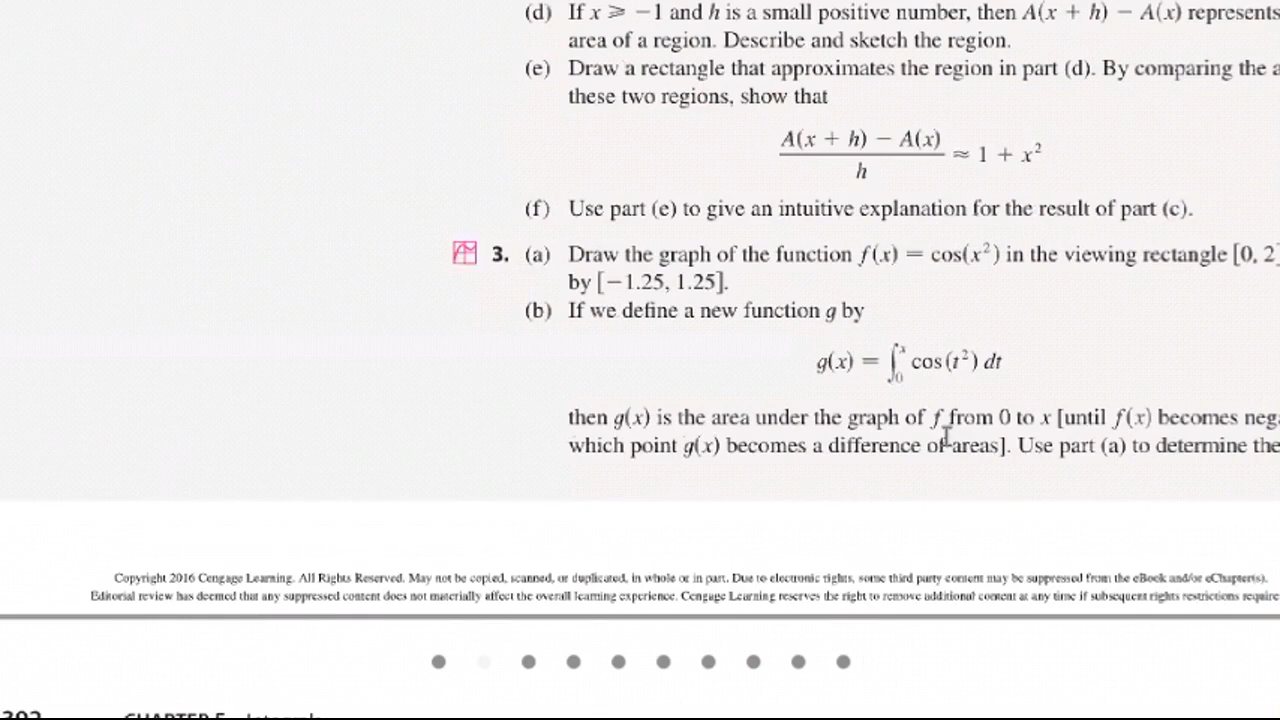 (d) If x ⩾ −1 and h is a small positive number, then A(x + h) − A(x) represents
area of a region. Describe and sketch the region.
(e) Draw a rectangle that approximates the region in part (d). By comparing the a
these two regions, show that
A(x + h) − A(x)
≈ 1 + x²
h
(f) Use part (e) to give an intuitive explanation for the result of part (c).
3. (a) Draw the graph of the function f(x) = cos(x²) in the viewing rectangle [0, 2]
by [−1.25, 1.25].
(b) If we define a new function g by
g(x) = ∫₀ˣ cos(t²) dt
then g(x) is the area under the graph of f from 0 to x [until f(x) becomes neg
which point g(x) becomes a difference of areas]. Use part (a) to determine the
Copyright 2016 Cengage Learning. All Rights Reserved. May not be copied, scanned, or duplicated, in whole or in part. Due to electronic rights, some third party content may be suppressed from the eBook and/or eChapter(s).
Editorial review has deemed that any suppressed content does not materially affect the overall learning experience. Cengage Learning reserves the right to remove additional content at any time if subsequent rights restrictions require